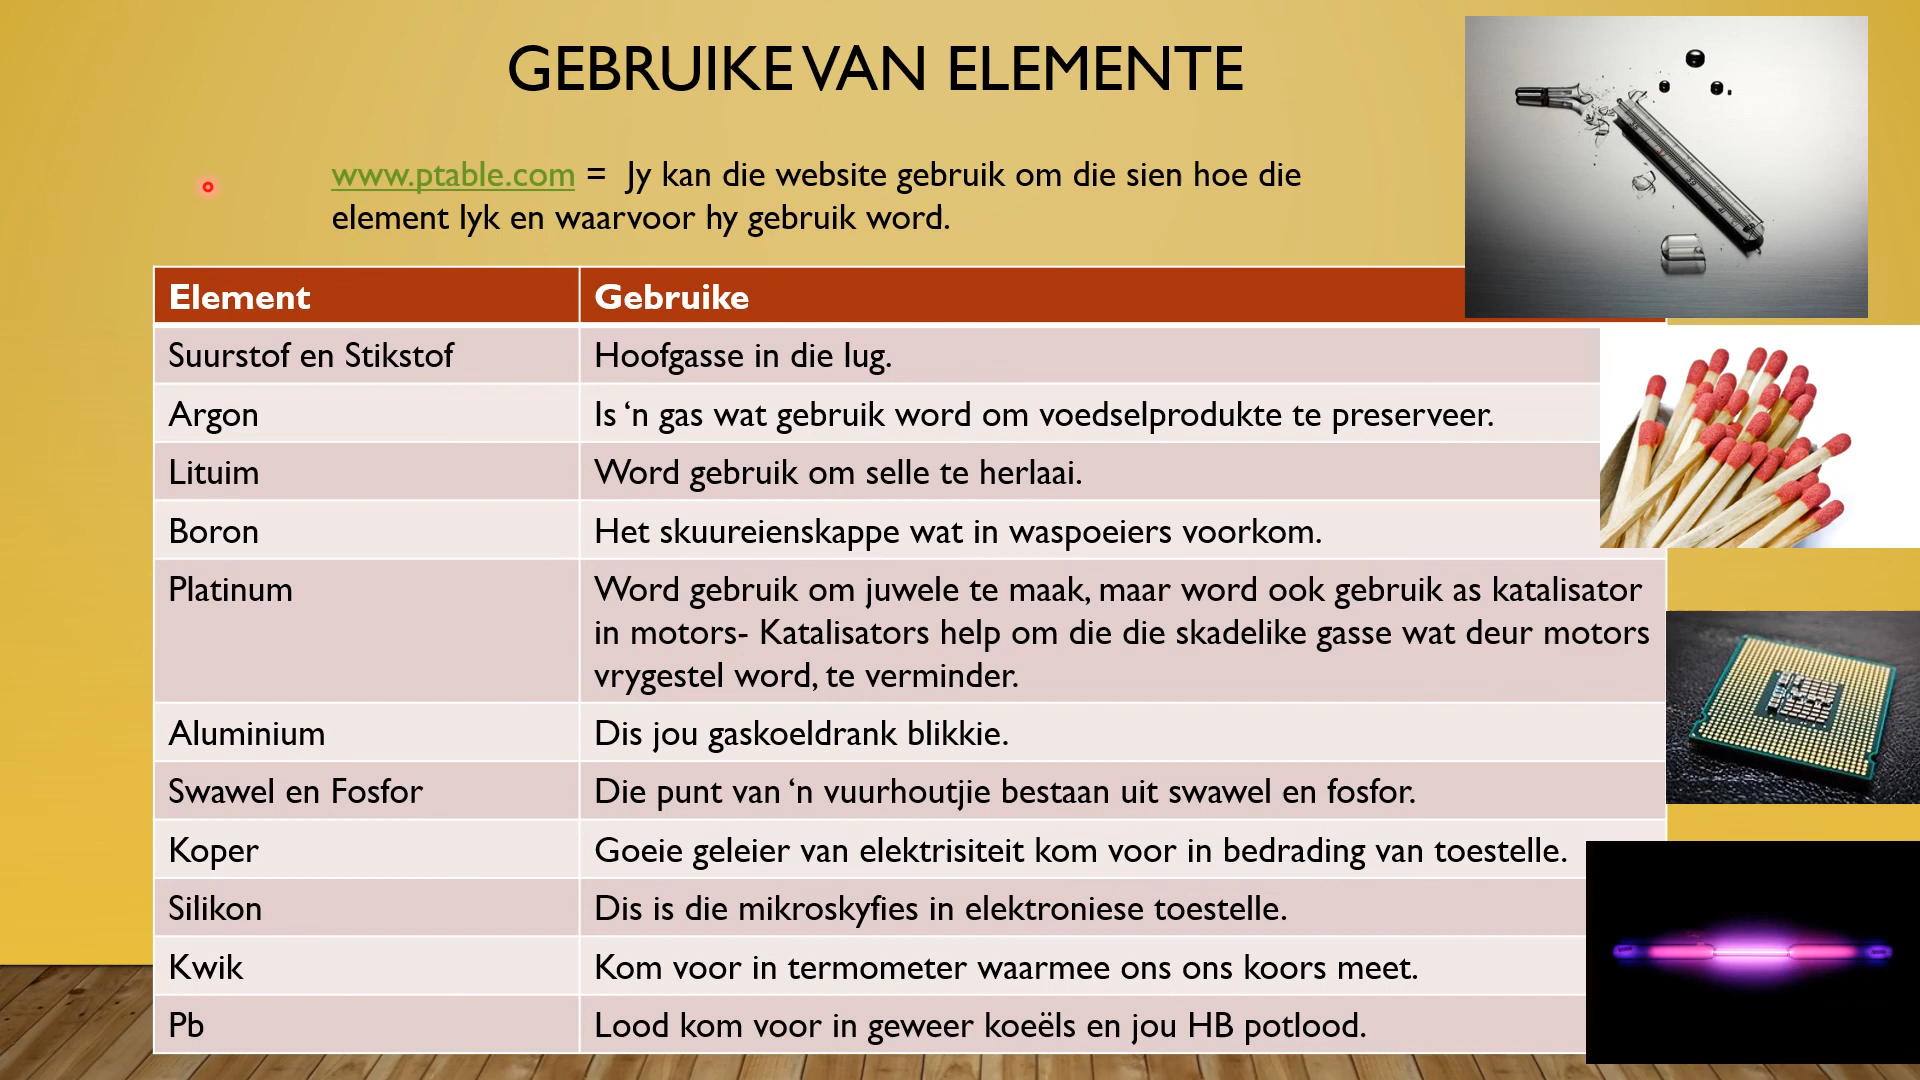 GEBRUIKE VAN ELEMENTE
www.ptable.com = Jy kan die website gebruik om die sien hoe die
element lyk en waarvoor hy gebruik word.
Element Gebruike
Suurstof en Stikstof Hoofgasse in die lug.
Argon Is ‘n gas wat gebruik word om voedselprodukte te preserveer.
Lituim Word gebruik om selle te herlaai.
Boron Het skuureienskappe wat in waspoeiers voorkom.
Platinum Word gebruik om juwele te maak, maar word ook gebruik as katalisator
in motors- Katalisators help om die die skadelike gasse wat deur motors
vrygestel word, te verminder.
Aluminium Dis jou gaskoeldrank blikkie.
Swawel en Fosfor Die punt van ‘n vuurhoutjie bestaan uit swawel en fosfor.
Koper Goeie geleier van elektrisiteit kom voor in bedrading van toestelle.
Silikon Dis is die mikroskyfies in elektroniese toestelle.
Kwik Kom voor in termometer waarmee ons ons koors meet.
Pb Lood kom voor in geweer koeëls en jou HB potlood.